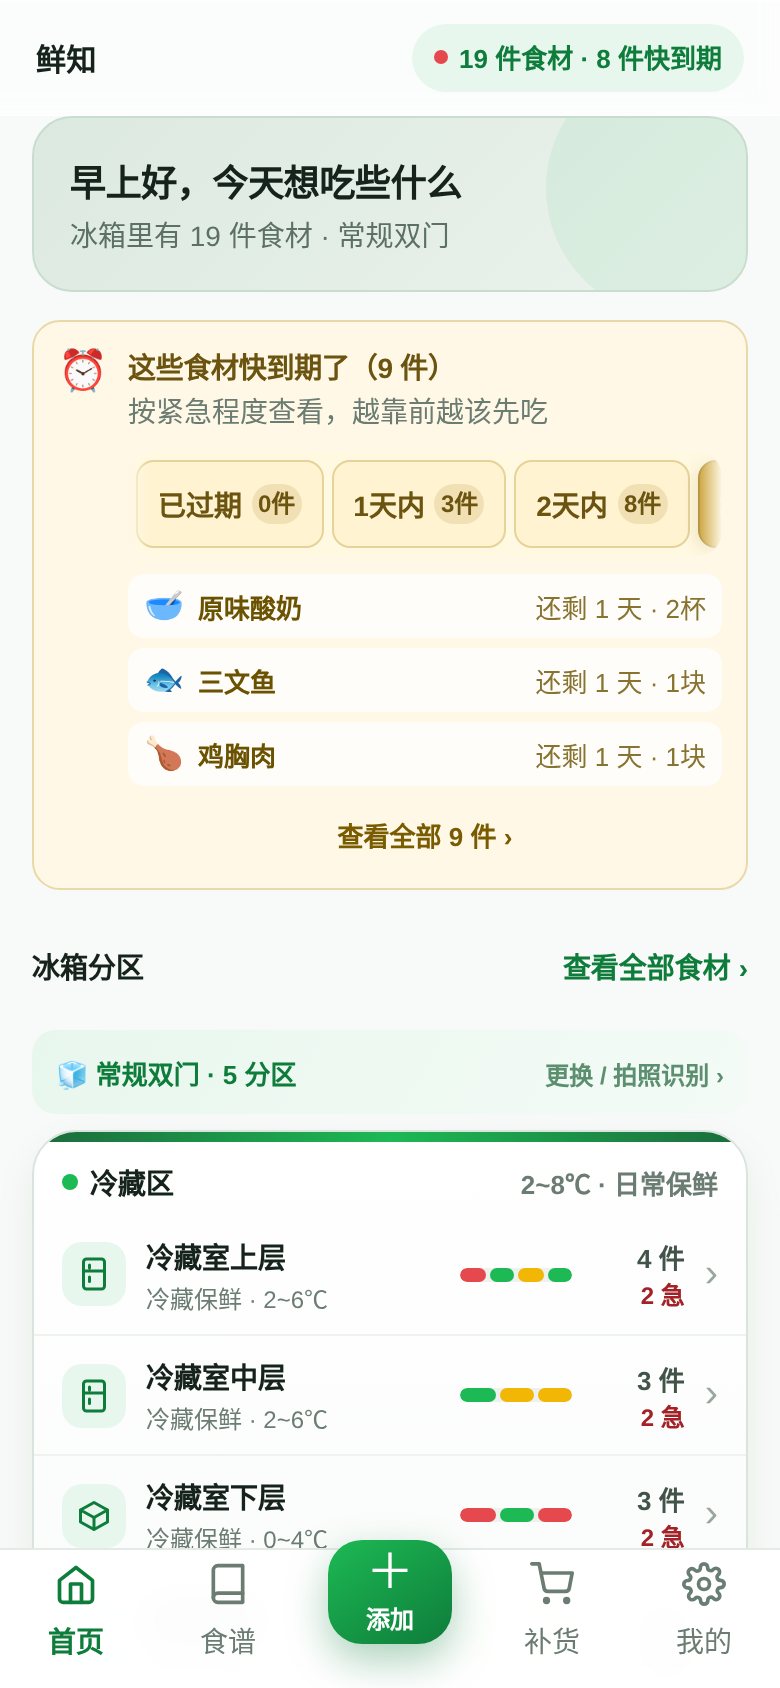 鲜知
19 件食材 · 8 件快到期
早上好，今天想吃些什么
冰箱里有 19 件食材 · 常规双门
这些食材快到期了（9 件）
按紧急程度查看，越靠前越该先吃
已过期 0件
1天内 3件
2天内 8件
原味酸奶 还剩 1 天 · 2杯
三文鱼 还剩 1 天 · 1块
鸡胸肉 还剩 1 天 · 1块
查看全部 9 件 ›
冰箱分区
查看全部食材 ›
常规双门 · 5 分区
更换 / 拍照识别 ›
冷藏区
2~8℃ · 日常保鲜
冷藏室上层
冷藏保鲜 · 2~6℃
4 件
2 急
冷藏室中层
冷藏保鲜 · 2~6℃
3 件
2 急
冷藏室下层
冷藏保鲜 · 0~4℃
3 件
2 急
首页
食谱
添加
补货
我的